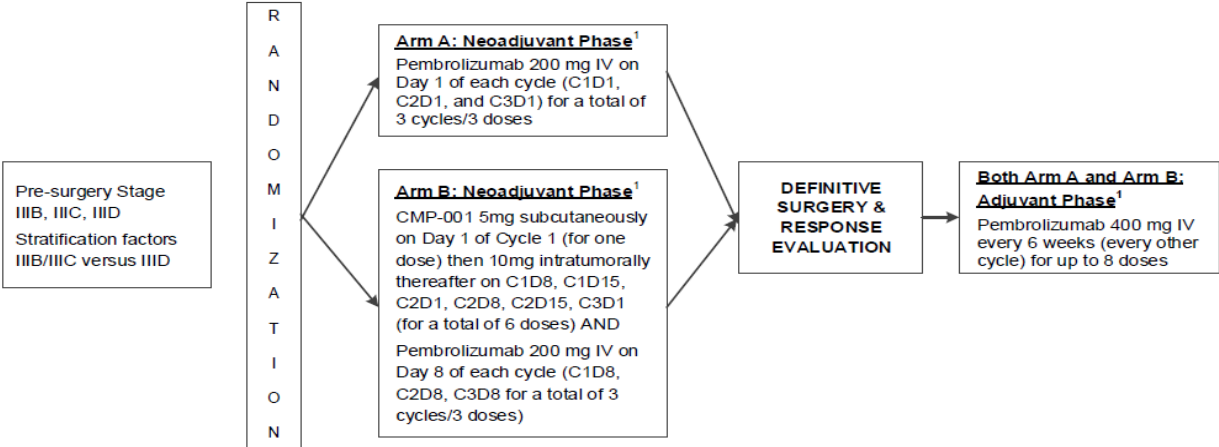 Pre-surgery Stage
IIIB, IIIC, IIID
Stratification factors
IIIB/IIIC versus IIID
R
A
N
D
O
M
I
Z
A
T
I
O
N
Arm A: Neoadjuvant Phase1
Pembrolizumab 200 mg IV on
Day 1 of each cycle (C1D1,
C2D1, and C3D1) for a total of
3 cycles/3 doses
Arm B: Neoadjuvant Phase1
CMP-001 5mg subcutaneously
on Day 1 of Cycle 1 (for one
dose) then 10mg intratumorally
thereafter on C1D8, C1D15,
C2D1, C2D8, C2D15, C3D1
(for a total of 6 doses) AND
Pembrolizumab 200 mg IV on
Day 8 of each cycle (C1D8,
C2D8, C3D8 for a total of 3
cycles/3 doses)
DEFINITIVE
SURGERY &
RESPONSE
EVALUATION
Both Arm A and Arm B:
Adjuvant Phase1
Pembrolizumab 400 mg IV
every 6 weeks (every other
cycle) for up to 8 doses